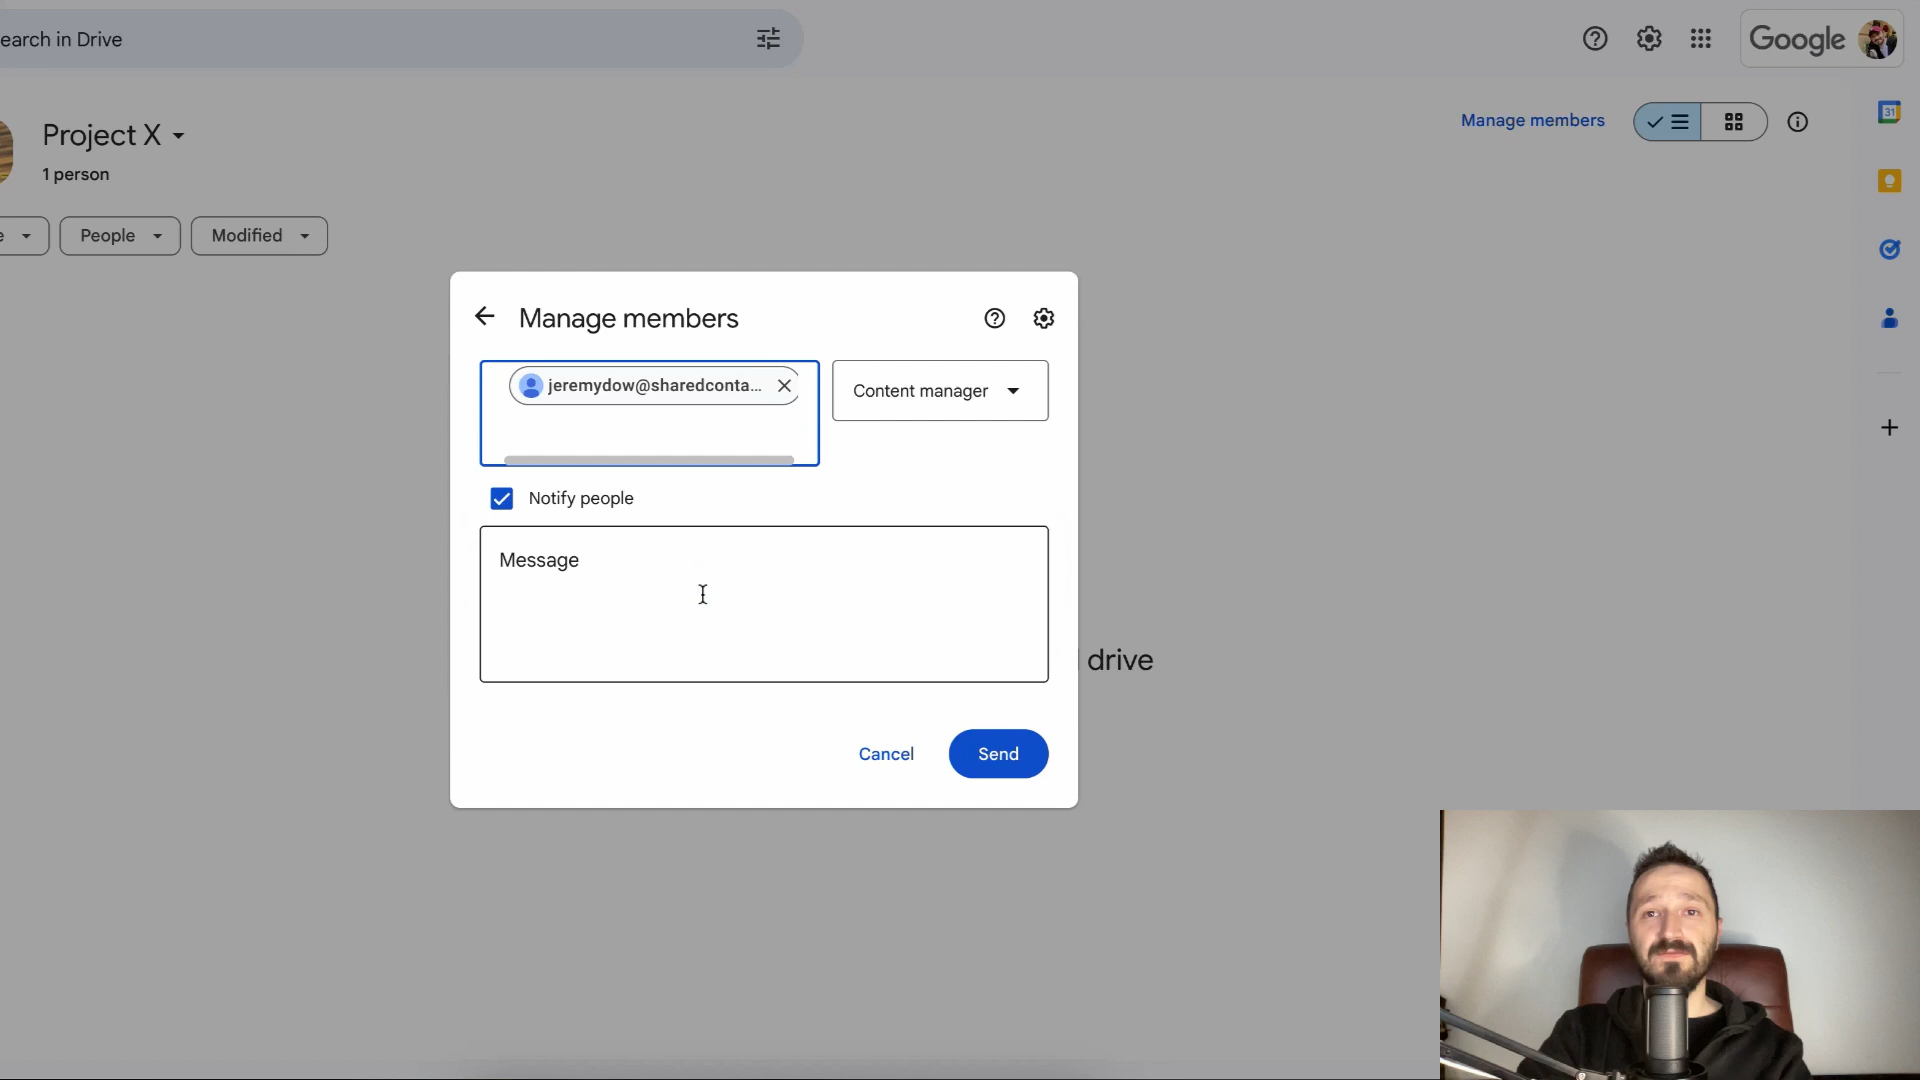 earch in Drive
Google
Project X
1 person
Manage members
31
e
People
Modified
Manage members
jeremydow@sharedconta...
Content manager
Notify people
Message
drive
Cancel
Send